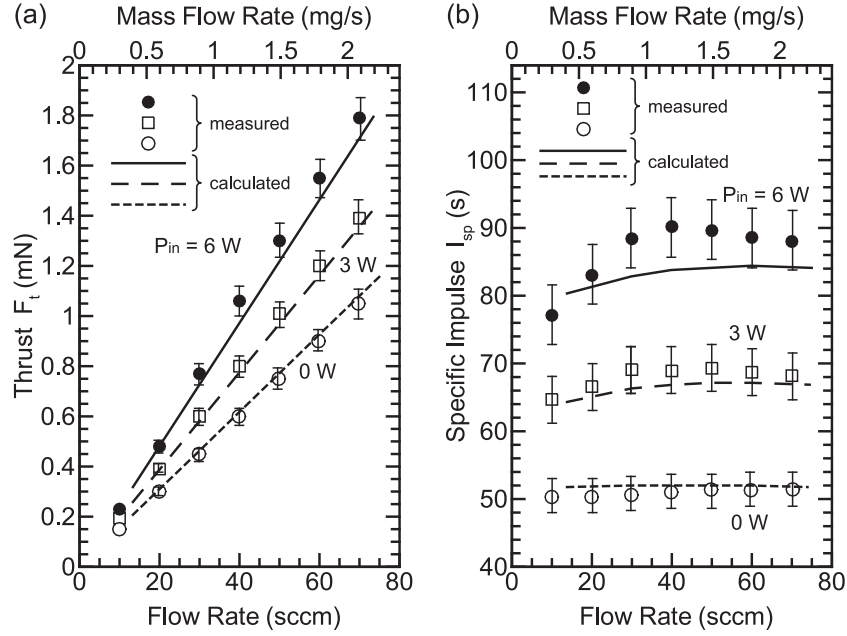 (a)
Mass Flow Rate (mg/s)
0 0.5 1 1.5 2
2
1.8
1.6
1.4
1.2
1
0.8
0.6
0.4
0.2
0
Thrust F_t (mN)
measured
calculated
P_in = 6 W
3 W
0 W
0 20 40 60 80
Flow Rate (sccm)
(b)
Mass Flow Rate (mg/s)
0 0.5 1 1.5 2
110
100
90
80
70
60
50
40
Specific Impulse I_sp (s)
measured
calculated
P_in = 6 W
3 W
0 W
0 20 40 60 80
Flow Rate (sccm)